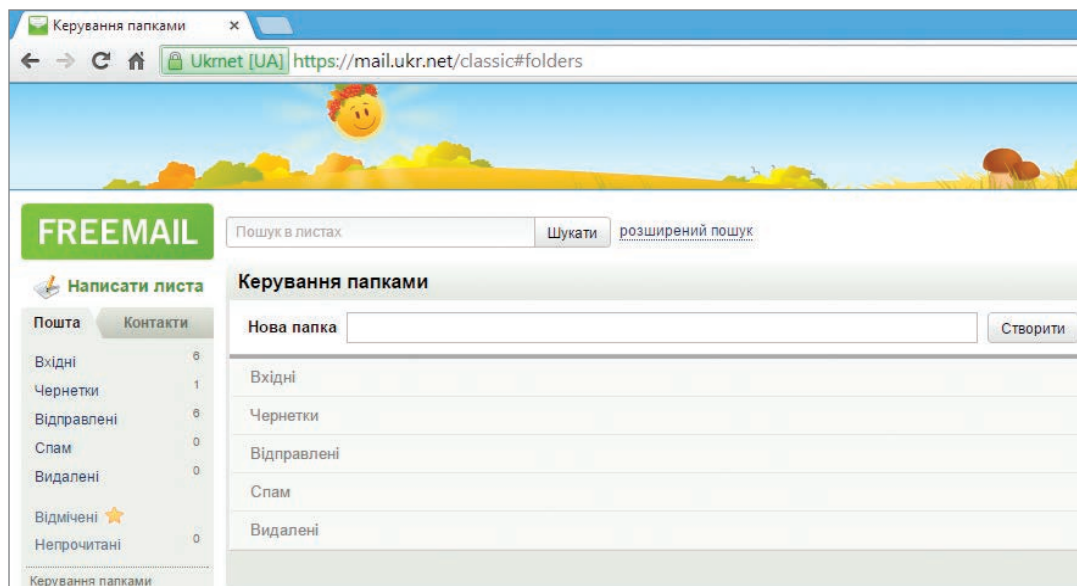 Керування папками
Ukrnet [UA] https://mail.ukr.net/classic#folders
FREEMAIL
Пошук в листах
Шукати
розширений пошук
Написати листа
Керування папками
Пошта Контакти
Нова папка
Створити
Вхідні 6
Чернетки 1
Відправлені 6
Спам 0
Видалені 0
Відмічені
Непрочитані 0
Керування папками
Вхідні
Чернетки
Відправлені
Спам
Видалені